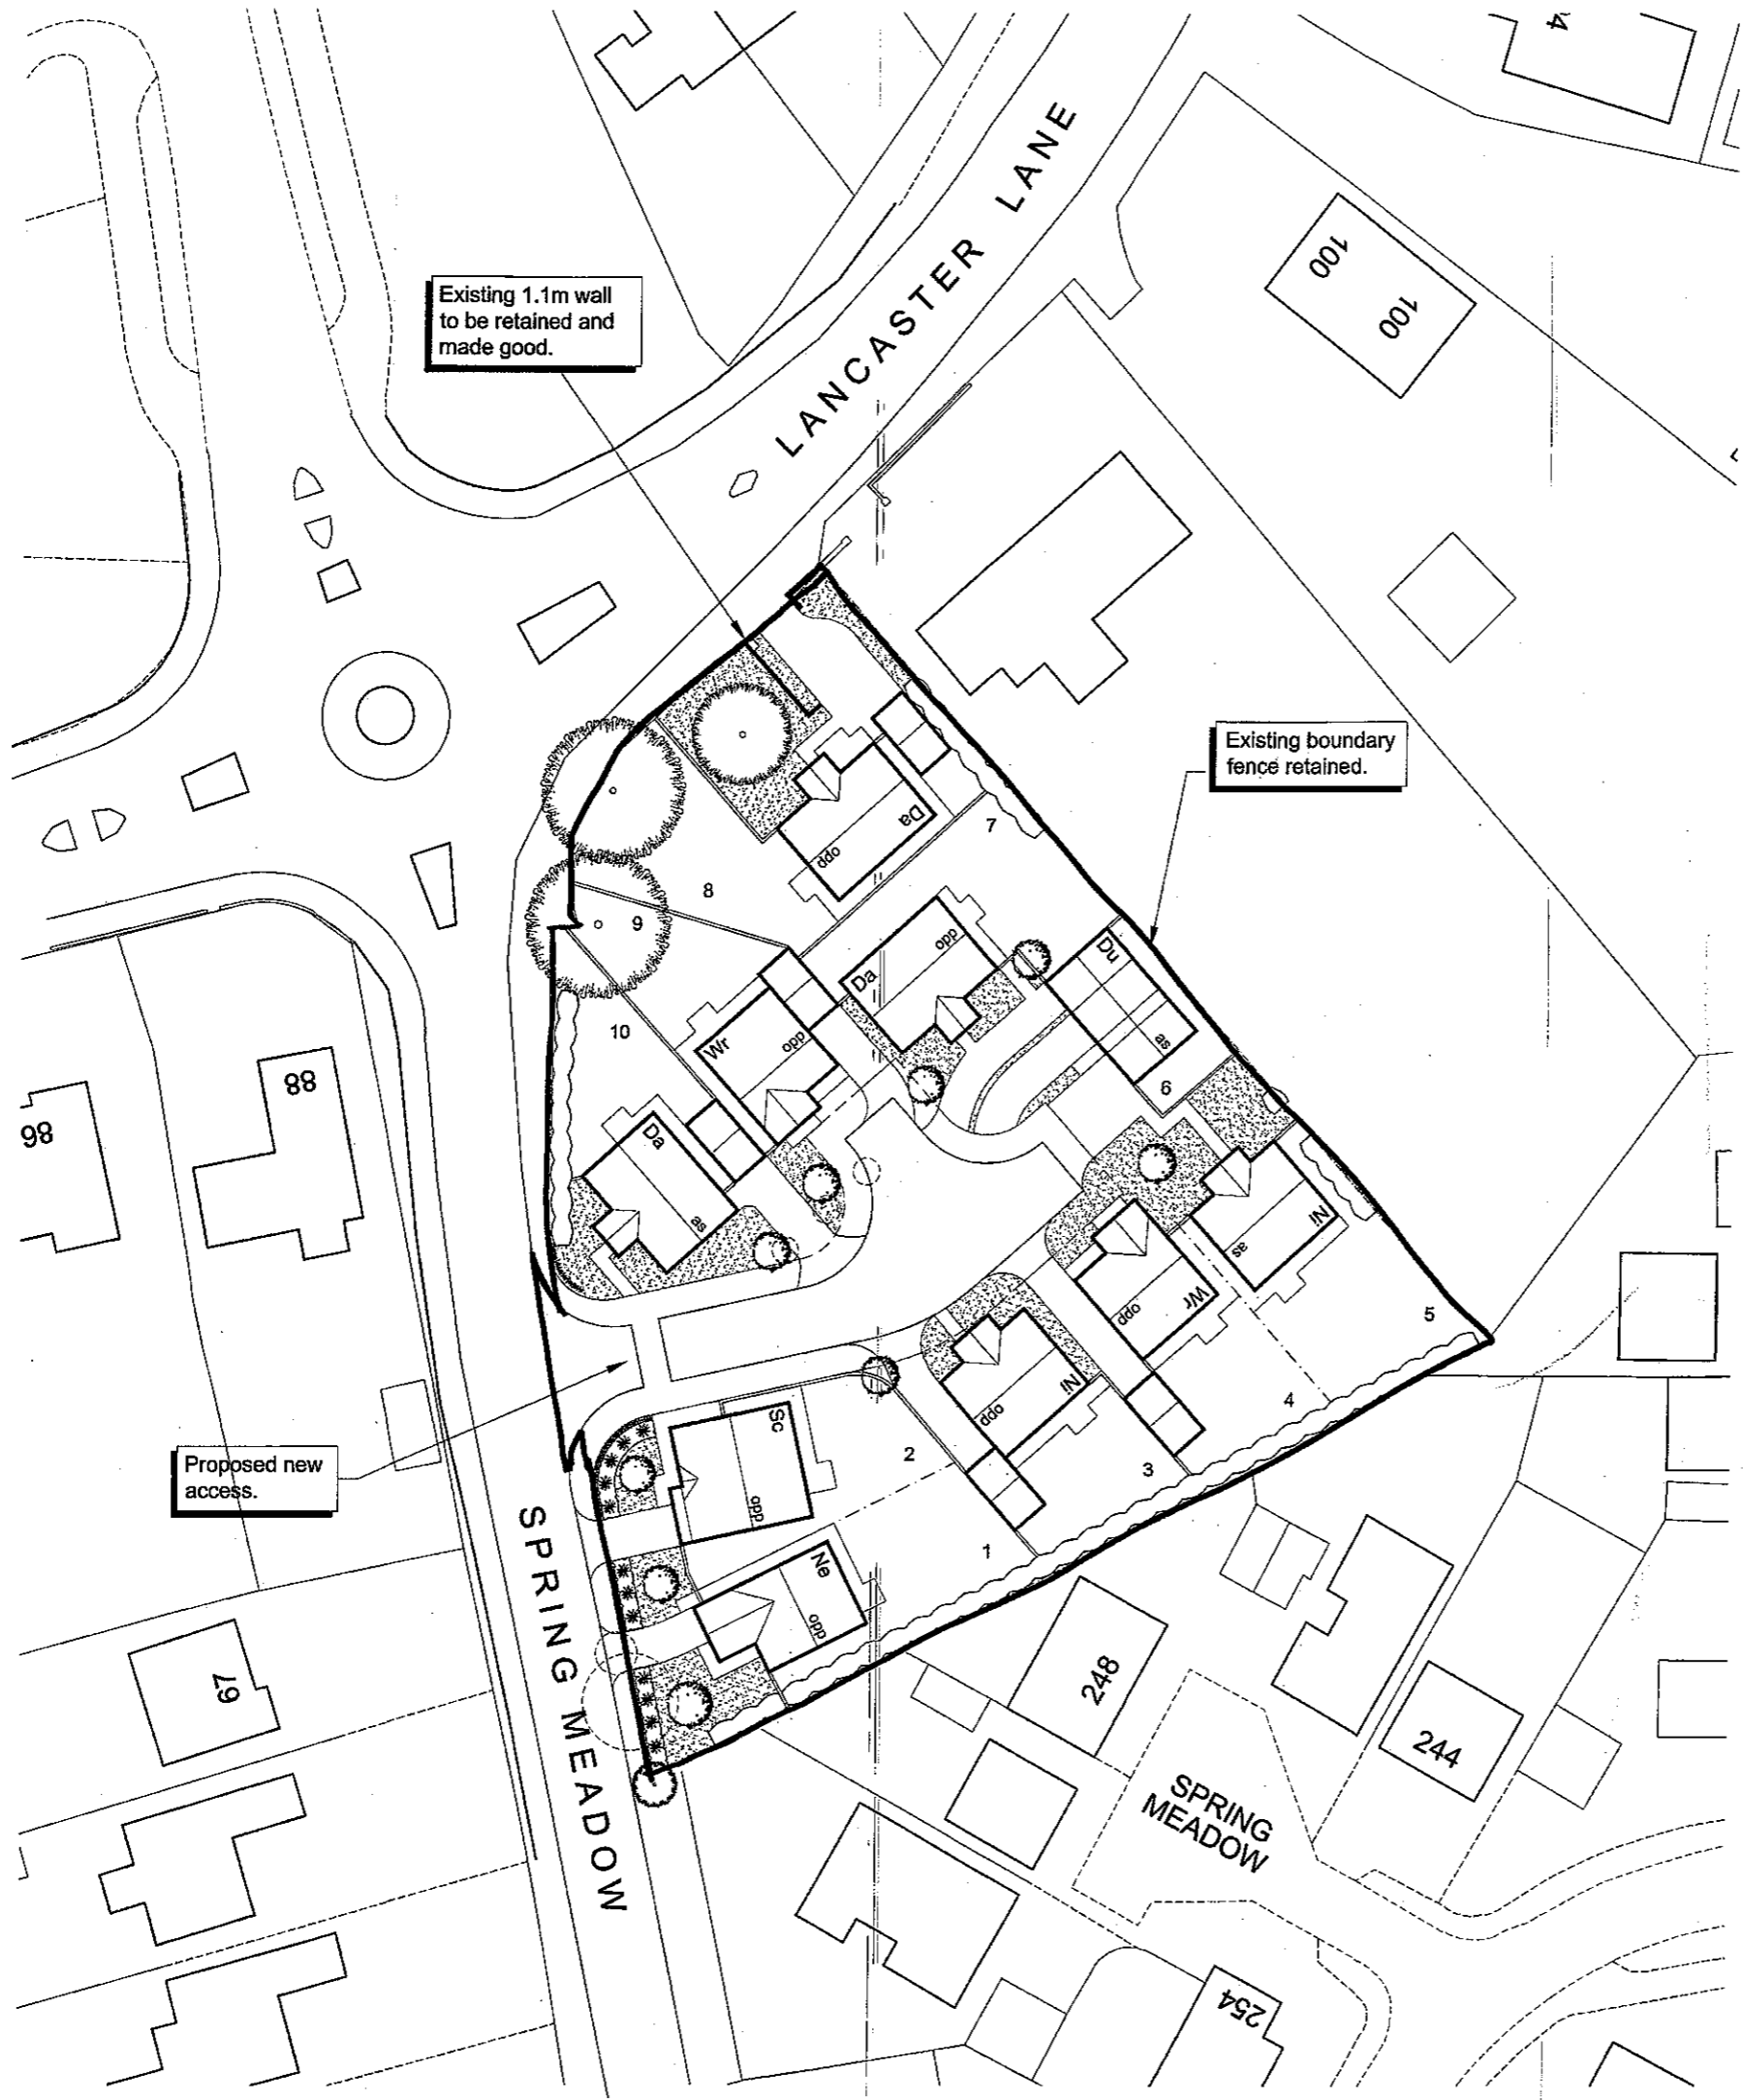 LANCASTER LANE
100
100
Existing 1.1m wall
to be retained and
made good.
Existing boundary
fence retained.
7
Da
opp
8
9
Da
opp
Du
as
10
Wr
opp
6
88
86
Da
as
Nl
as
5
Wr
opp
4
Nl
opp
3
2
Sc
opp
1
Ne
opp
Proposed new
access.
SPRING MEADOW
67
248
244
SPRING
MEADOW
254